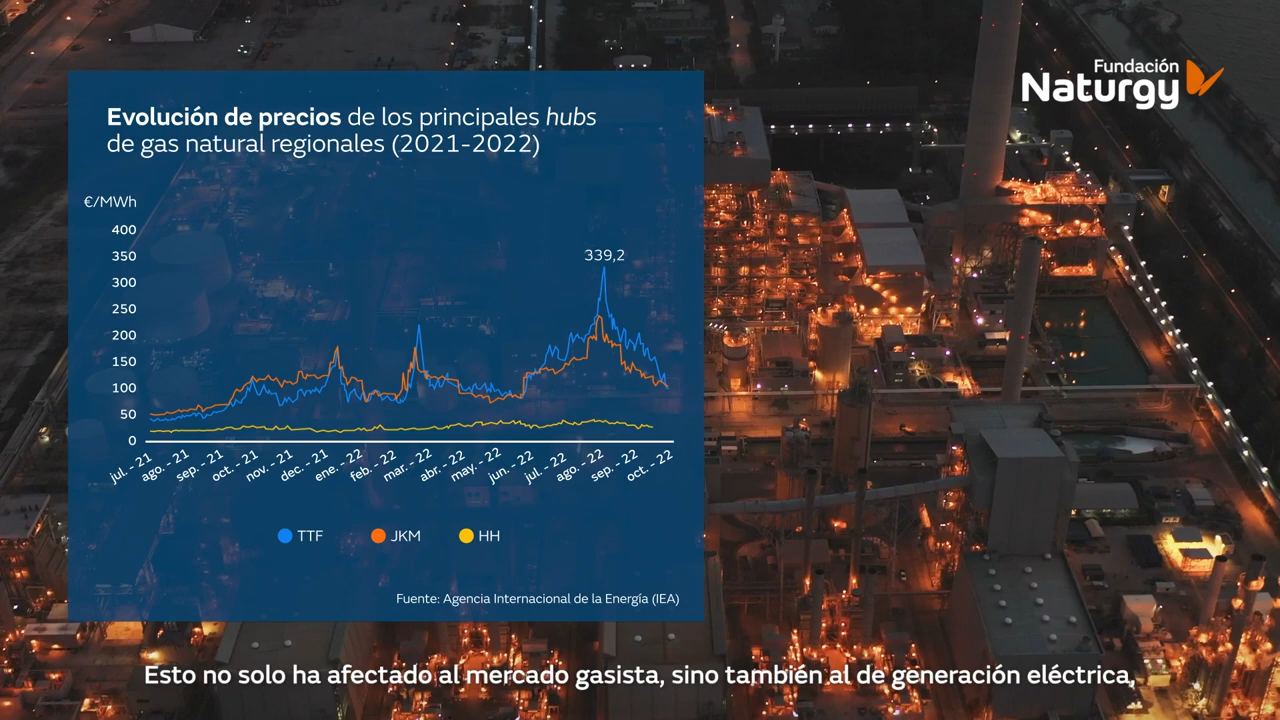 Fundación
Naturgy
Evolución de precios de los principales hubs
de gas natural regionales (2021-2022)
€/MWh
400
350
300
250
200
150
100
50
0
339,2
jul. - 21
ago. - 21
sep. - 21
oct. - 21
nov. - 21
dec. - 21
ene. - 22
feb. - 22
mar. - 22
abr. - 22
may. - 22
jun. - 22
jul. - 22
ago. - 22
sep. - 22
oct. - 22
TTF
JKM
HH
Fuente: Agencia Internacional de la Energía (IEA)
Esto no solo ha afectado al mercado gasista, sino también al de generación eléctrica,